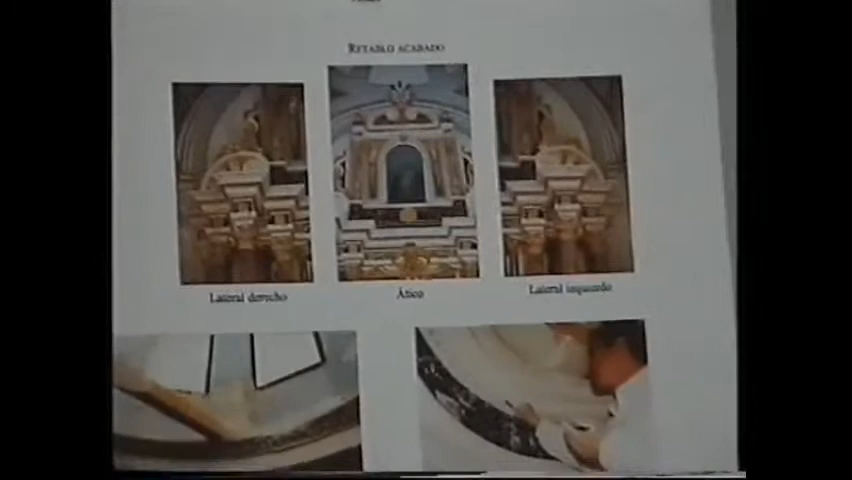 RETABLO ACABADO
Lateral derecho
Ático
Lateral izquierdo